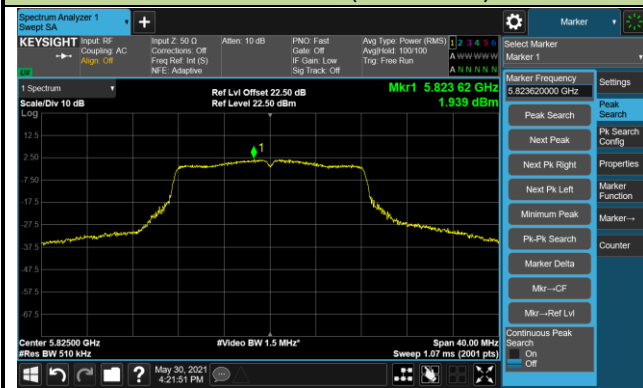 Spectrum Analyzer 1
Swept SA
Marker
KEYSIGHT
Input: RF
Coupling: AC
Align: Off
Input Z: 50 Ω
Corrections: Off
Freq Ref: Int (S)
NFE: Adaptive
Atten: 10 dB
PNO: Fast
Gate: Off
IF Gain: Low
Sig Track: Off
Avg Type: Power (RMS)
Avg|Hold: 100/100
Trig: Free Run
1 2 3 4 5 6
A W W W W W
A N N N N N
LNI
Select Marker
Marker 1
1 Spectrum
Scale/Div 10 dB
Log
Ref Lvl Offset 22.50 dB
Ref Level 22.50 dBm
Mkr1 5.823 62 GHz
1.939 dBm
12.5
2.50
-7.50
-17.5
-27.5
-37.5
-47.5
-57.5
-67.5
1
Center 5.82500 GHz
#Res BW 510 kHz
#Video BW 1.5 MHz*
Span 40.00 MHz
Sweep 1.07 ms (2001 pts)
Marker Frequency
5.823620000 GHz
Peak Search
Next Peak
Next Pk Right
Next Pk Left
Minimum Peak
Pk-Pk Search
Marker Delta
Mkr→CF
Mkr→Ref Lvl
Continuous Peak
Search
On
Off
Settings
Peak
Search
Pk Search
Config
Properties
Marker
Function
Marker→
Counter
May 30, 2021
4:21:51 PM